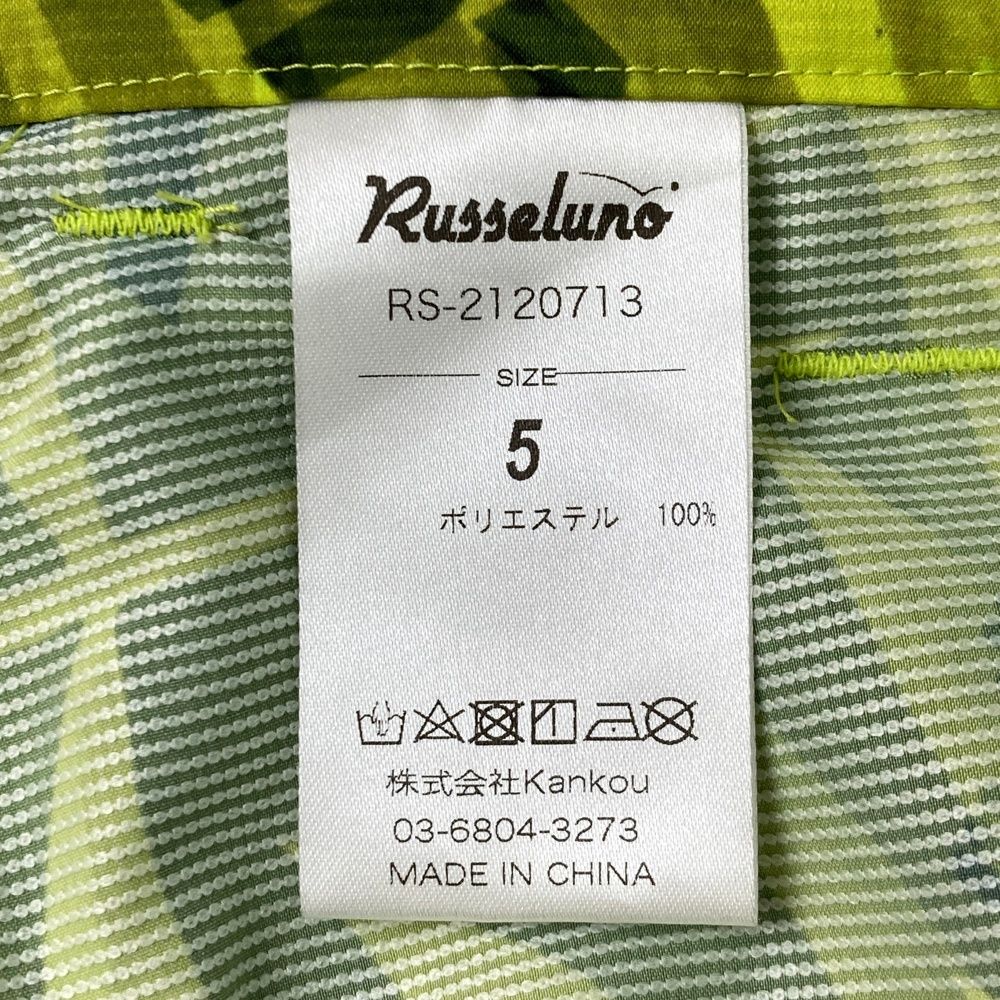 Russeluno
RS-2120713
SIZE
5
ポリエステル 100%
株式会社Kankou
03-6804-3273
MADE IN CHINA